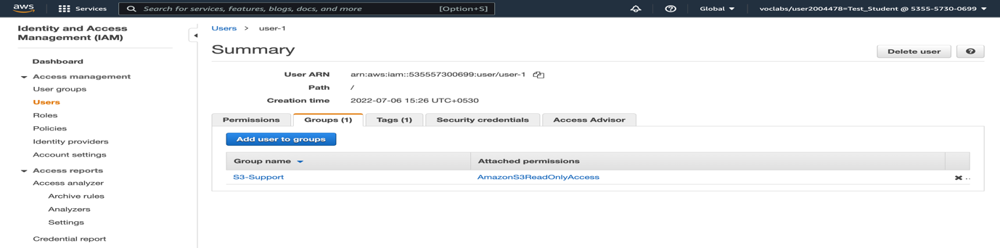 aws Services Search for services, features, blogs, docs, and more [Option+S] Global voclabs/user2004478=Test_Student @ 5355-5730-0699
Identity and Access
Management (IAM)
Dashboard
Access management
User groups
Users
Roles
Policies
Identity providers
Account settings
Access reports
Access analyzer
Archive rules
Analyzers
Settings
Credential report
Users > user-1
Summary
Delete user
User ARN arn:aws:iam::535557300699:user/user-1
Path /
Creation time 2022-07-06 15:26 UTC+0530
Permissions Groups (1) Tags (1) Security credentials Access Advisor
Add user to groups
Group name Attached permissions
S3-Support AmazonS3ReadOnlyAccess